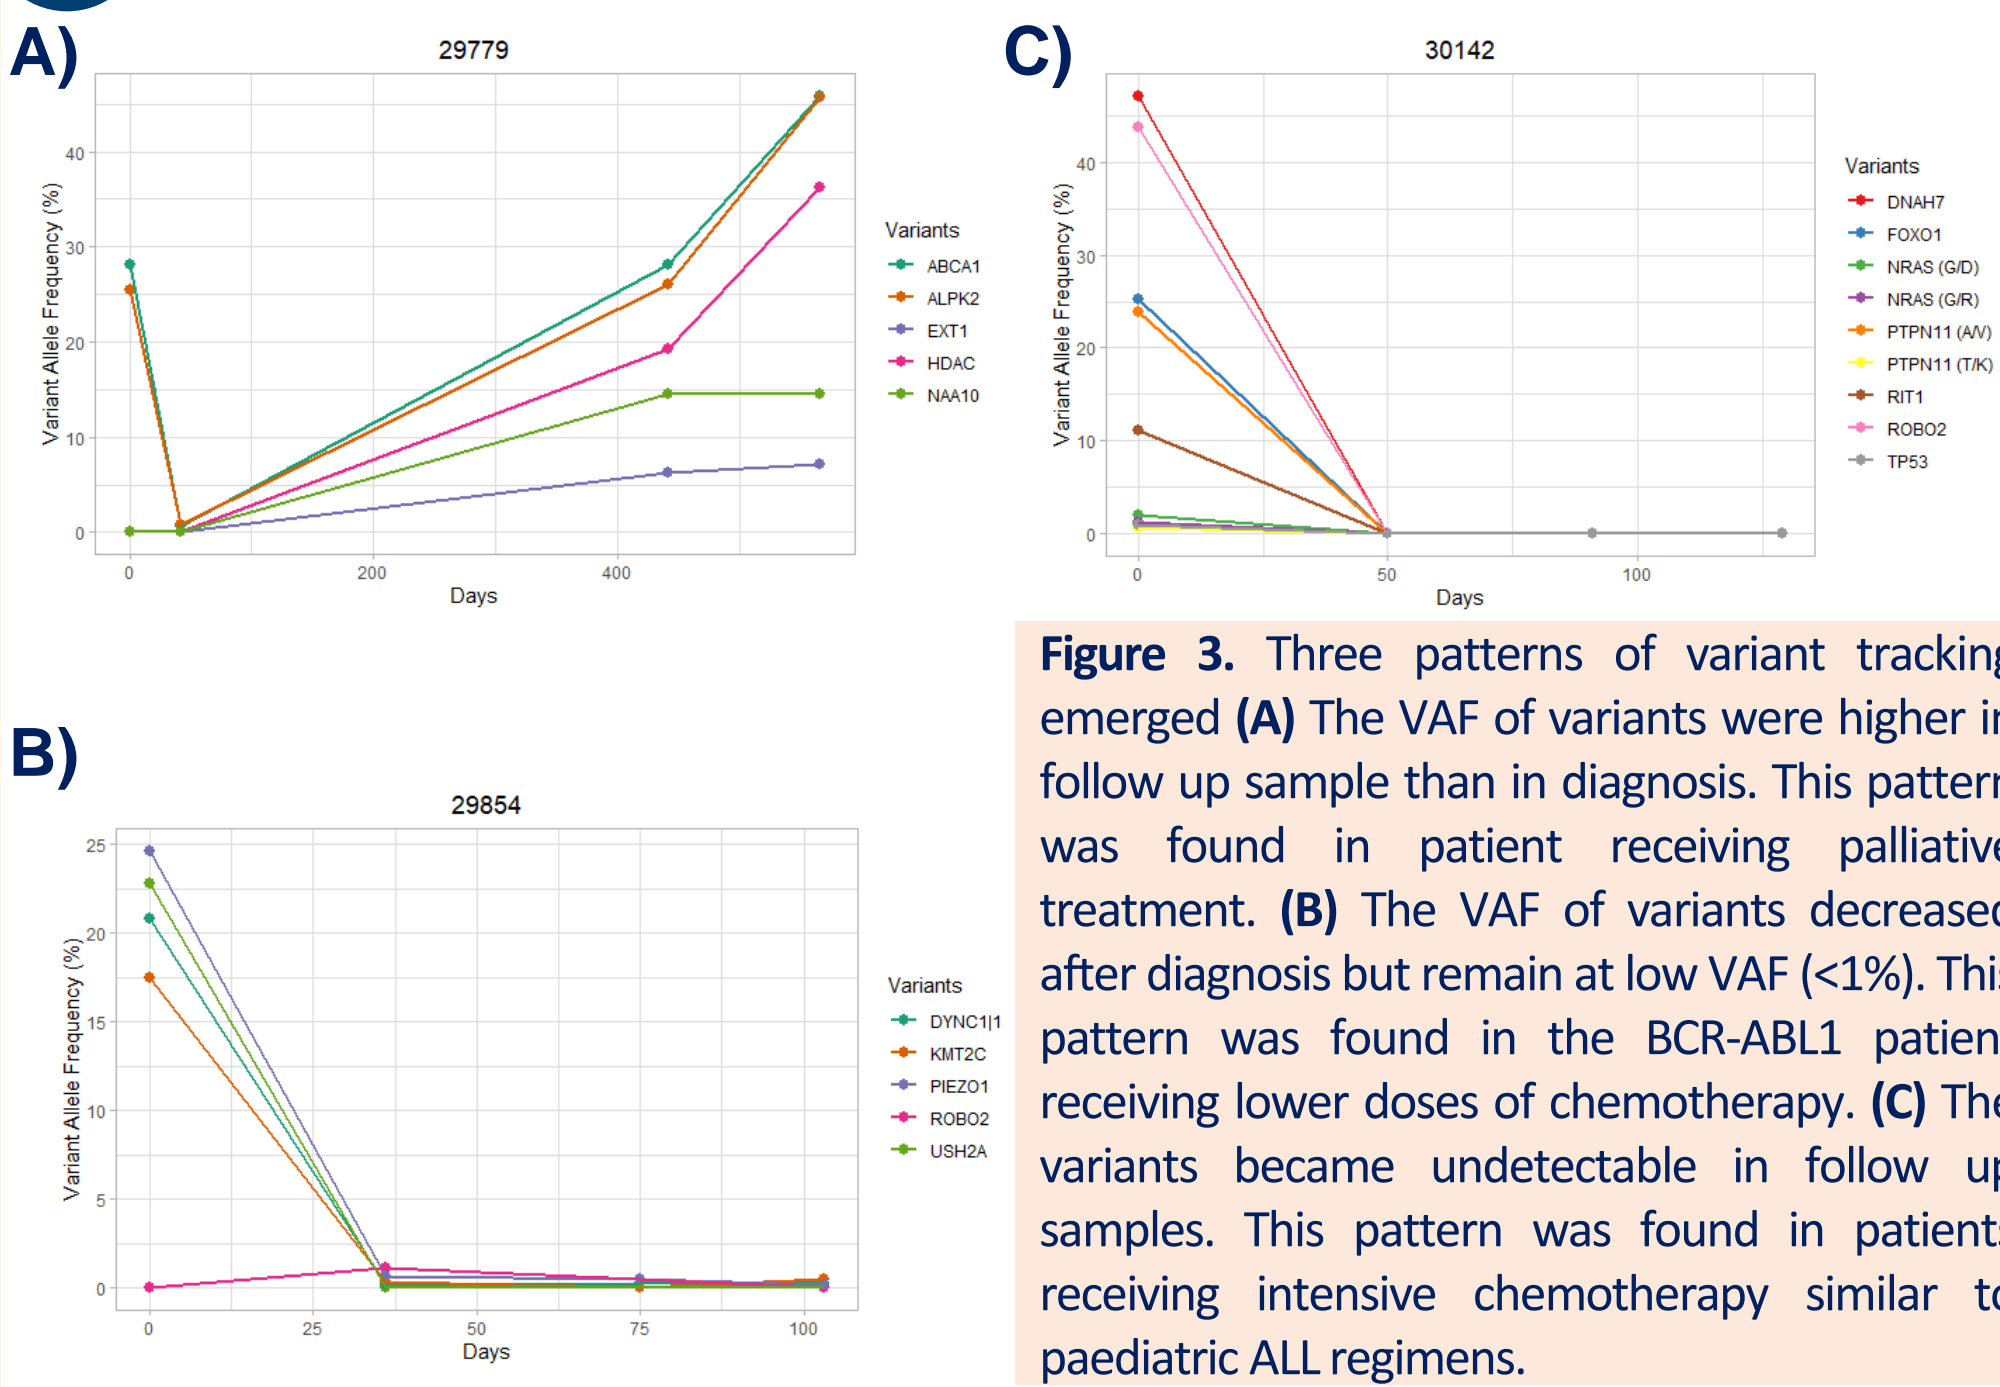 A)
29779
Variant Allele Frequency (%)
40
30
20
10
0
0
200
400
Days
Variants
ABCA1
ALPK2
EXT1
HDAC
NAA10
C)
30142
Variant Allele Frequency (%)
40
30
20
10
0
0
50
100
Days
Variants
DNAH7
FOXO1
NRAS (G/D)
NRAS (G/R)
PTPN11 (A/V)
PTPN11 (T/K)
RIT1
ROBO2
TP53
B)
29854
Variant Allele Frequency (%)
25
20
15
10
5
0
0
25
50
75
100
Days
Variants
DYNC1|1
KMT2C
PIEZO1
ROBO2
USH2A
Figure 3. Three patterns of variant tracking
emerged (A) The VAF of variants were higher in
follow up sample than in diagnosis. This pattern
was found in patient receiving palliative
treatment. (B) The VAF of variants decreased
after diagnosis but remain at low VAF (<1%). This
pattern was found in the BCR-ABL1 patient
receiving lower doses of chemotherapy. (C) The
variants became undetectable in follow up
samples. This pattern was found in patients
receiving intensive chemotherapy similar to
paediatric ALL regimens.